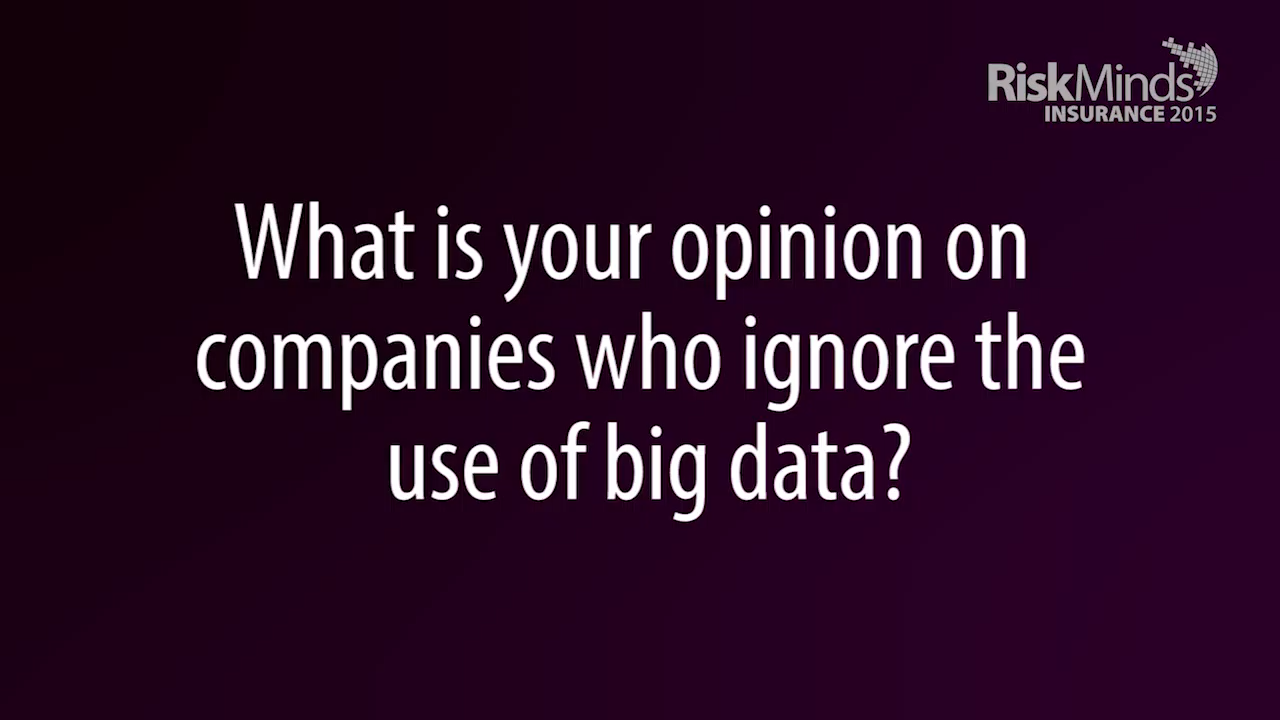 RiskMinds
INSURANCE 2015
What is your opinion on
companies who ignore the
use of big data?